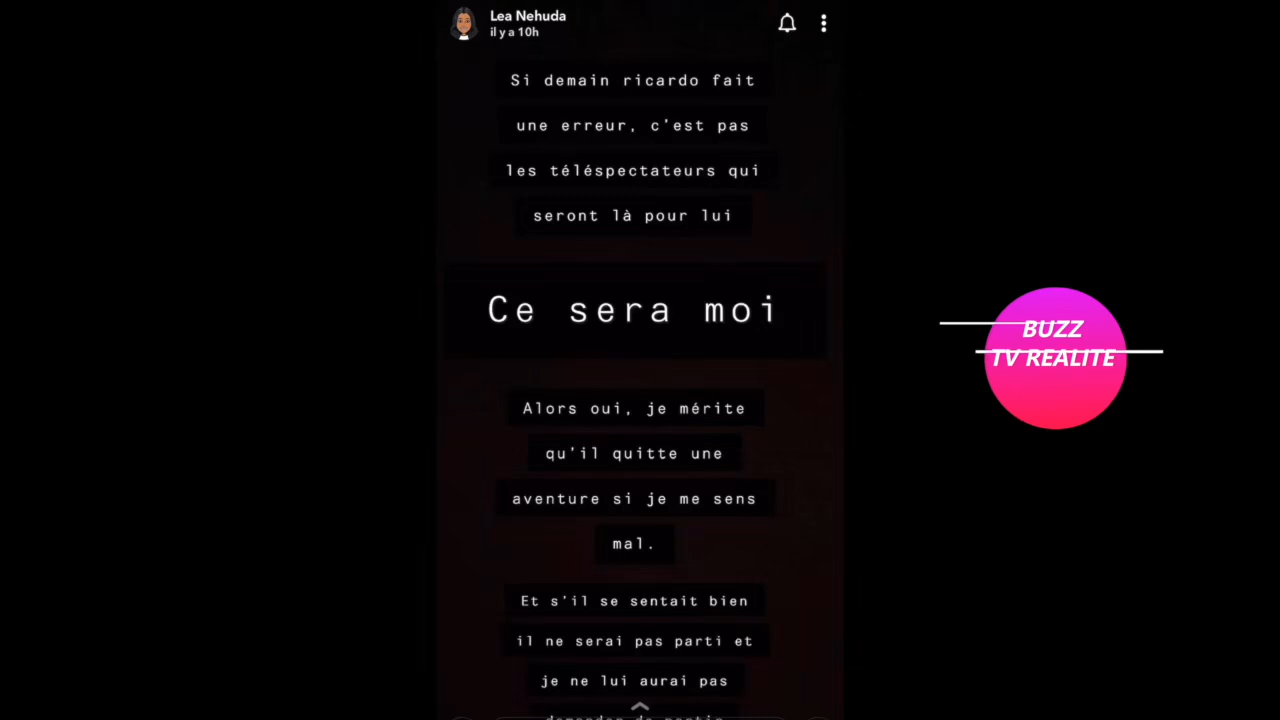 Lea Nehuda
il y a 10h
Si demain ricardo fait
une erreur, c'est pas
les téléspectateurs qui
seront là pour lui
Ce sera moi
Alors oui, je mérite
qu'il quitte une
aventure si je me sens
mal.
Et s'il se sentait bien
il ne serai pas parti et
je ne lui aurai pas
BUZZ
TV REALITE